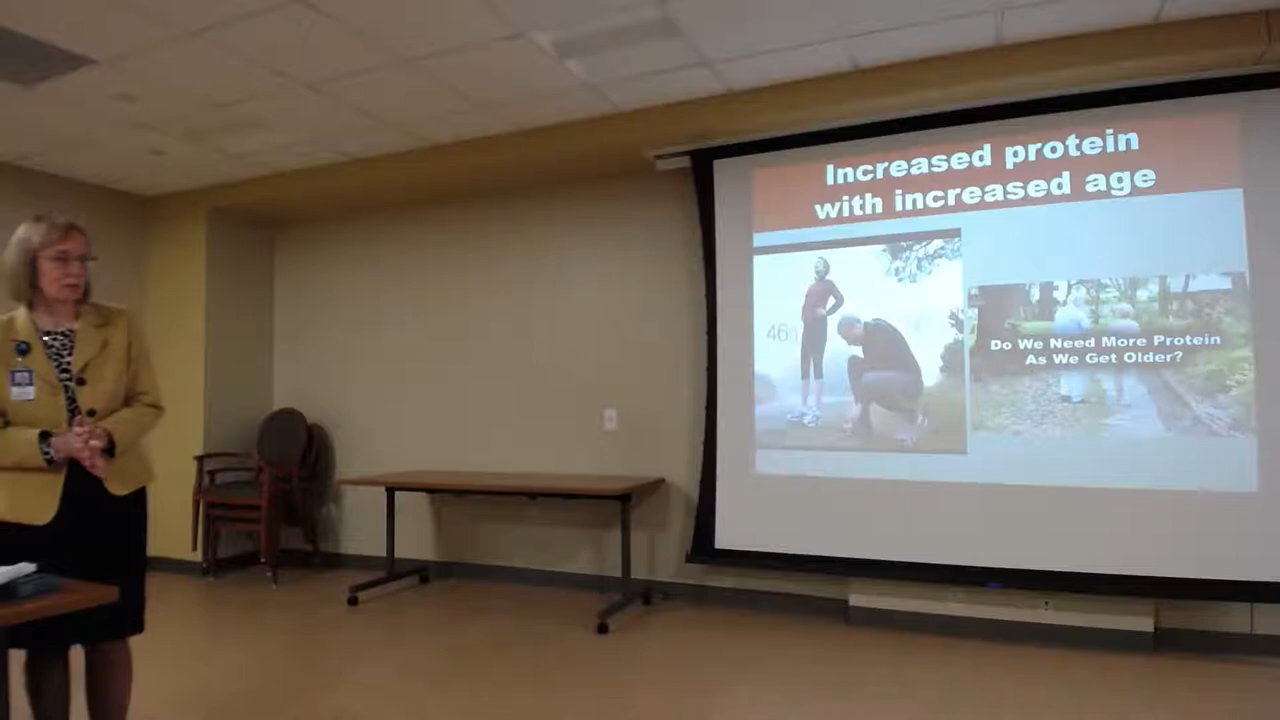 Increased protein
with increased age
46
Do We Need More Protein
As We Get Older?